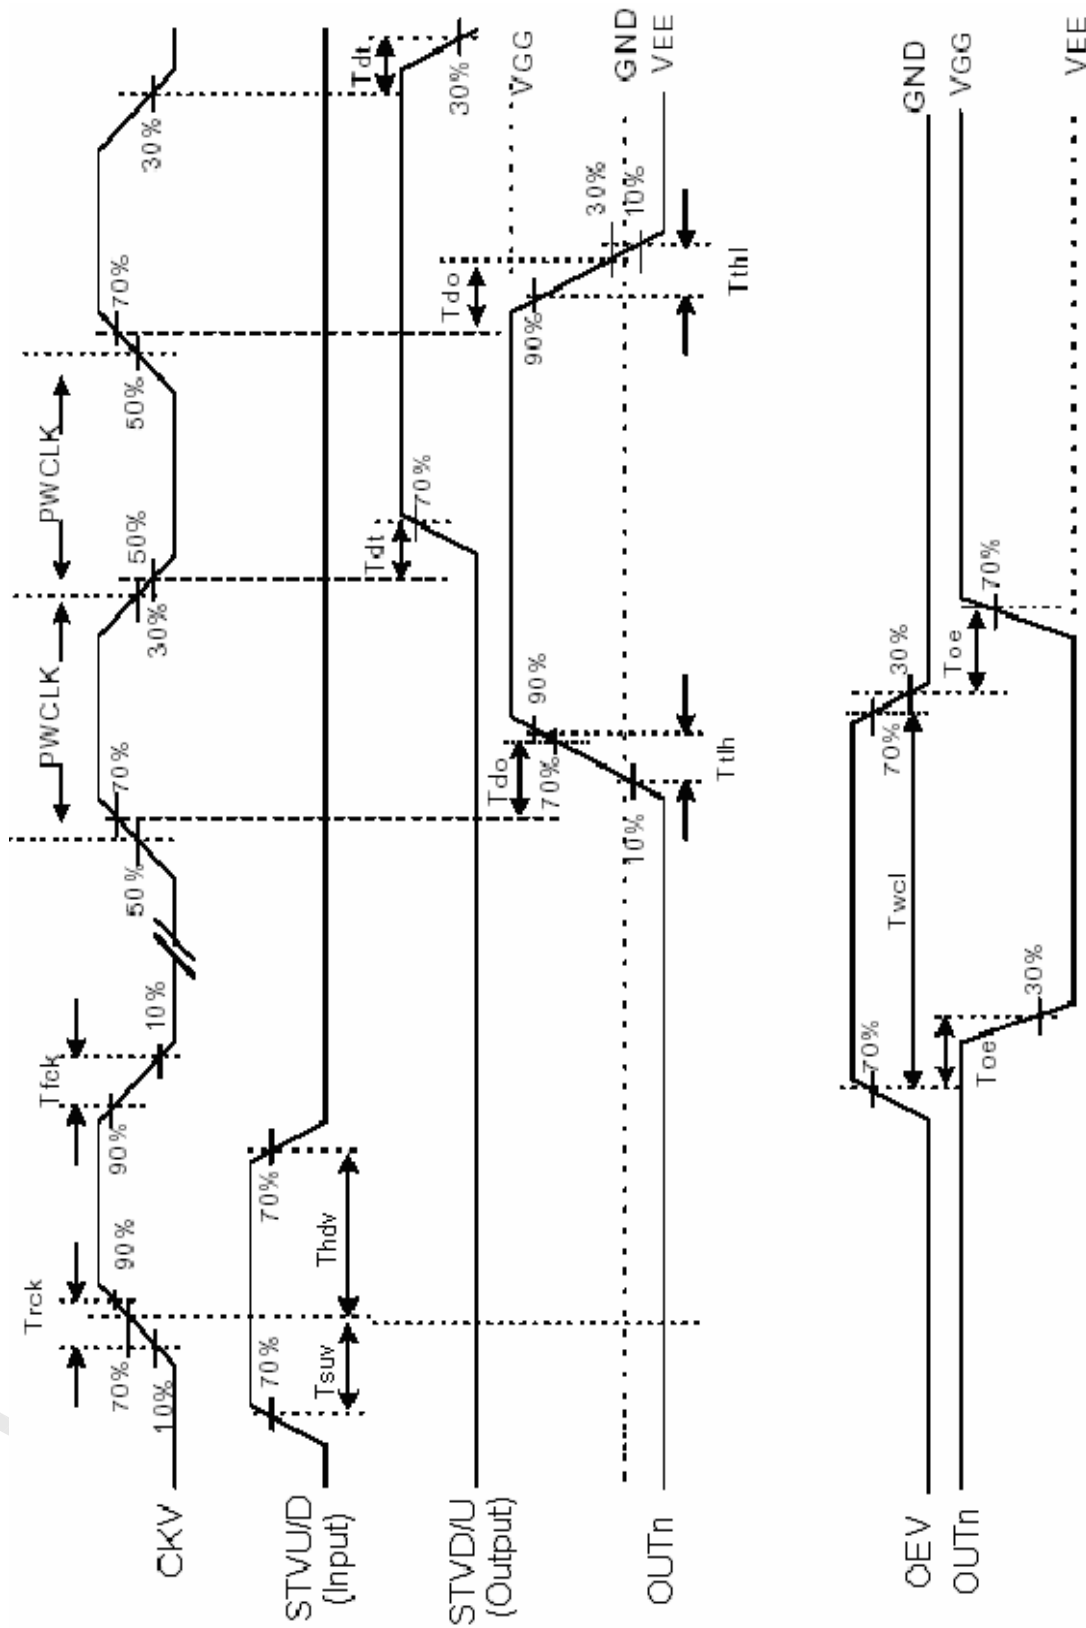 Trck
Tfck
PWCLK
PWCLK
CKV
10%
70%
90%
90%
10%
50%
70%
30%
50%
50%
70%
30%
STVU/D
(Input)
70%
Tsuv
Thdv
70%
STVD/U
(Output)
Tdt
70%
Tdt
30%
OUTn
10%
Tdo
70%
90%
Ttlh
Tdo
90%
30%
10%
Tthl
VGG
GND
VEE
OEV
70%
Twcl
70%
30%
GND
OUTn
Toe
30%
Toe
70%
VGG
VEE